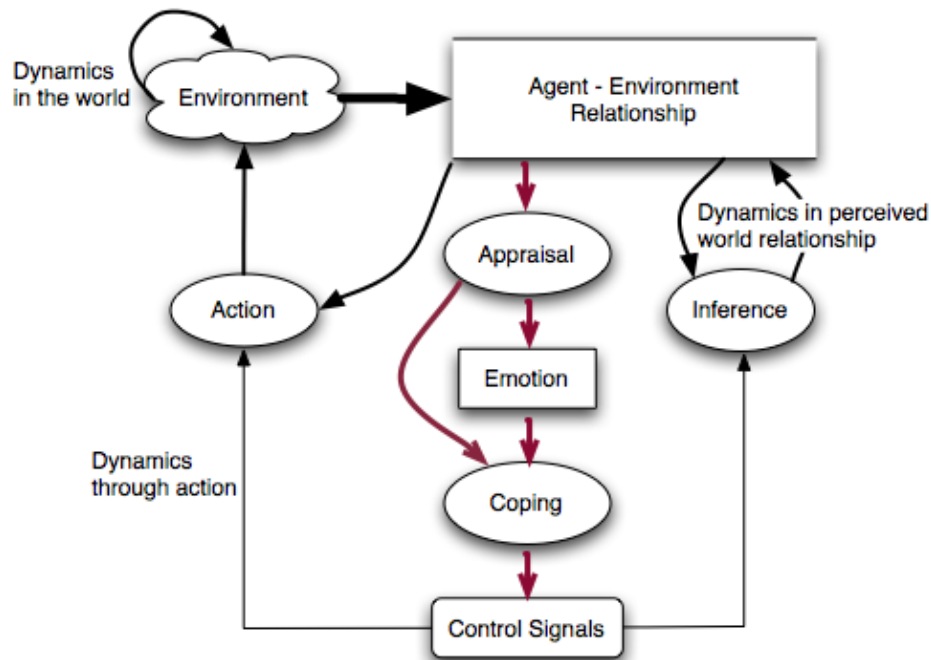 Dynamics
in the world
Environment
Agent - Environment
Relationship
Dynamics in perceived
world relationship
Appraisal
Action
Inference
Emotion
Dynamics
through action
Coping
Control Signals